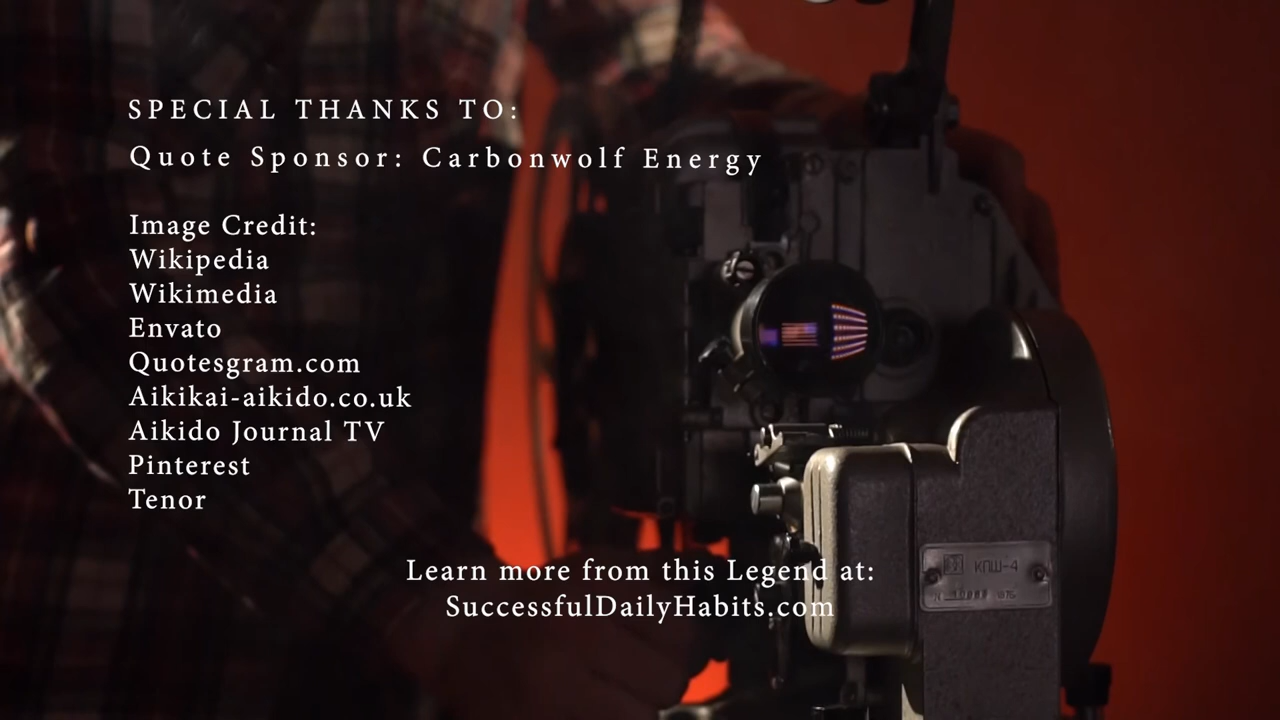 SPECIAL THANKS TO:
Quote Sponsor: Carbonwolf Energy
Image Credit:
Wikipedia
Wikimedia
Envato
Quotesgram.com
Aikikai-aikido.co.uk
Aikido Journal TV
Pinterest
Tenor
Learn more from this Legend at:
SuccessfulDailyHabits.com
КПШ-4